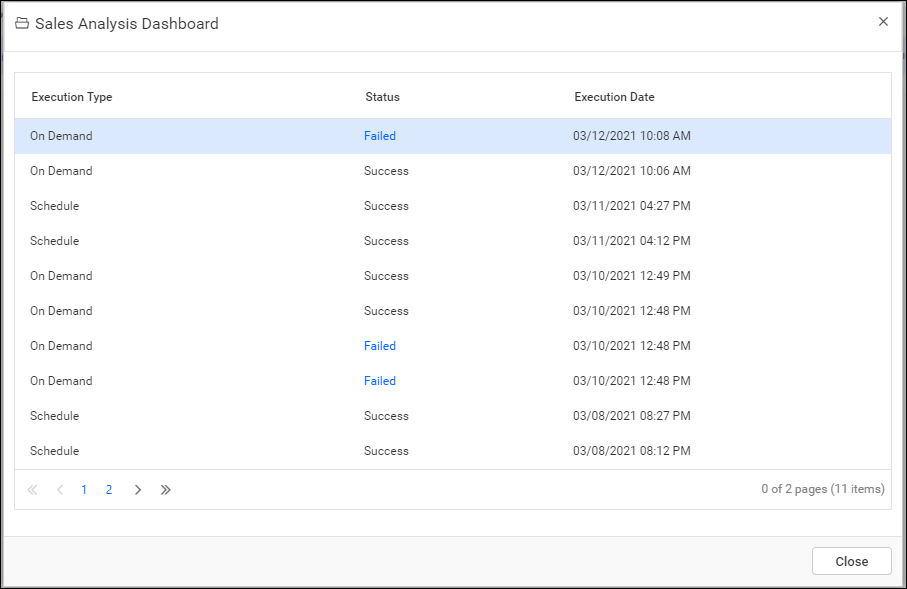 Sales Analysis Dashboard
Execution Type Status Execution Date
On Demand Failed 03/12/2021 10:08 AM
On Demand Success 03/12/2021 10:06 AM
Schedule Success 03/11/2021 04:27 PM
Schedule Success 03/11/2021 04:12 PM
On Demand Success 03/10/2021 12:49 PM
On Demand Success 03/10/2021 12:48 PM
On Demand Failed 03/10/2021 12:48 PM
On Demand Failed 03/10/2021 12:48 PM
Schedule Success 03/08/2021 08:27 PM
Schedule Success 03/08/2021 08:12 PM
1 2 0 of 2 pages (11 items)
Close